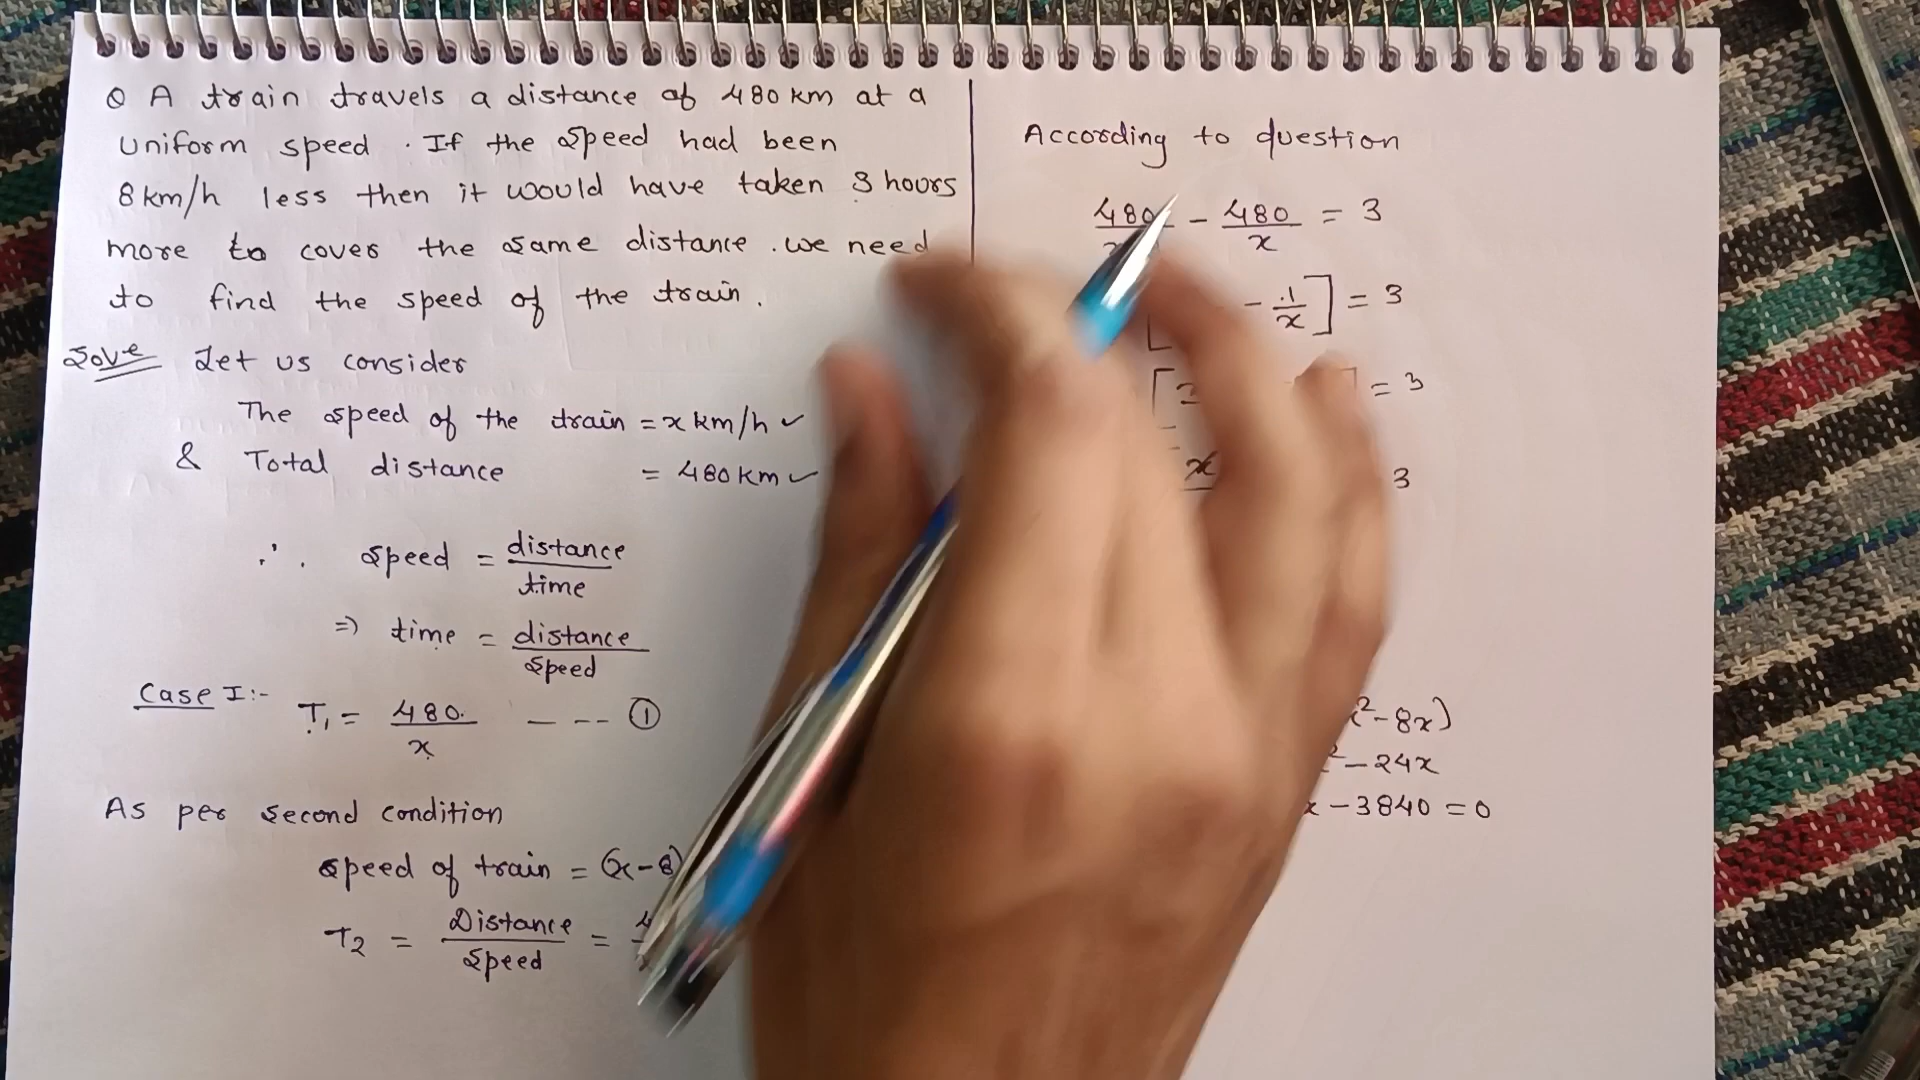 Q A train travels a distance of 480 km at a
uniform speed . If the speed had been
8 km/h less then it would have taken 3 hours
more to cover the same distance . we need
to find the speed of the train .
Solve Let us consider
The speed of the train = x km/h ✓
& Total distance = 480 km ✓
∴ speed = distance/time
⇒ time = distance/speed
Case I :- T₁ = 480/x - - - ①
As per second condition
speed of train = (x-8)
T₂ = Distance/Speed =
According to question
480 - 480/x = 3
- 1/x ] = 3
= 3
3
²-8x)
²-24x
x - 3840 = 0